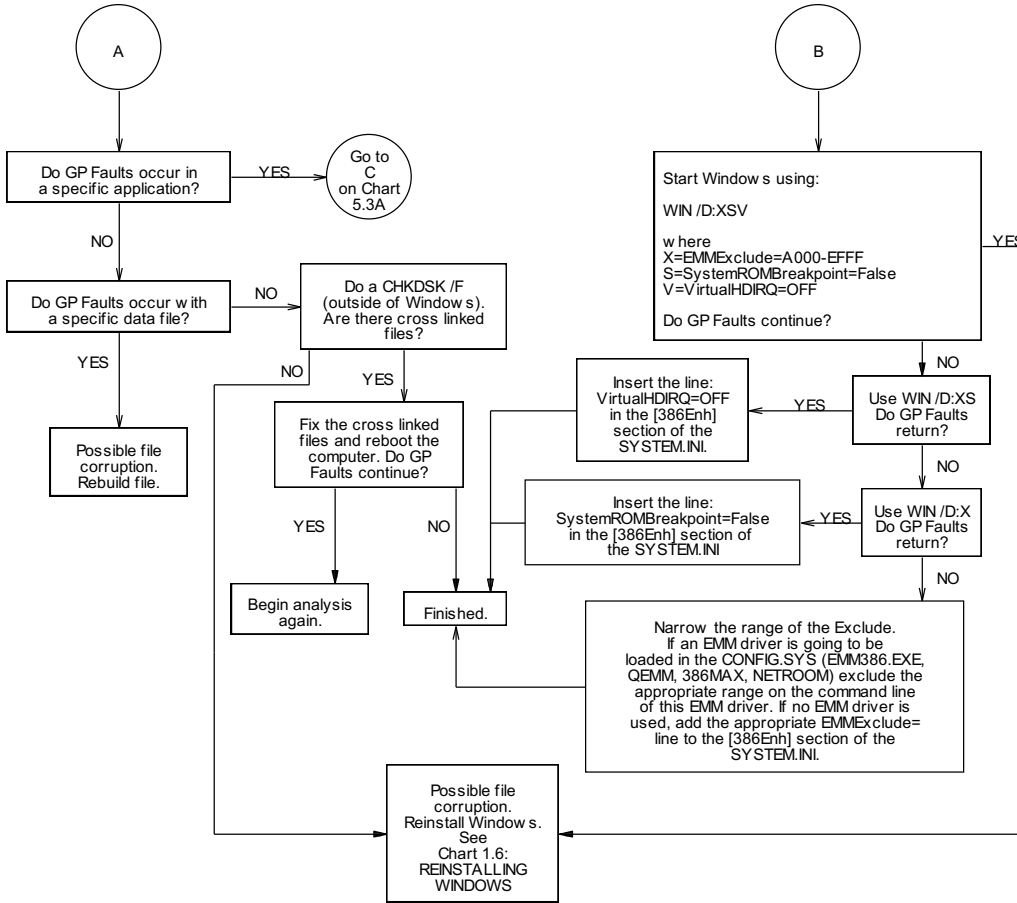 A
Do GP Faults occur in
a specific application?
YES
Go to
C
on Chart
5.3A
NO
Do GP Faults occur with
a specific data file?
NO
Do a CHKDSK /F
(outside of Windows).
Are there cross linked
files?
YES
Possible file
corruption.
Rebuild file.
NO
YES
Fix the cross linked
files and reboot the
computer. Do GP
Faults continue?
YES
NO
Begin analysis
again.
Finished.
B
Start Windows using:
WIN /D:XSV
where
X=EMMExclude=A000-EFFF
S=SystemROMBreakpoint=False
V=VirtualHDIRQ=OFF
Do GP Faults continue?
YES
NO
Use WIN /D:XS
Do GP Faults
return?
YES
Insert the line:
VirtualHDIRQ=OFF
in the [386Enh]
section of the
SYSTEM.INI.
NO
Use WIN /D:X
Do GP Faults
return?
YES
Insert the line:
SystemROMBreakpoint=False
in the [386Enh] section of
the SYSTEM.INI
NO
Narrow the range of the Exclude.
If an EMM driver is going to be
loaded in the CONFIG.SYS (EMM386.EXE,
QEMM, 386MAX, NETROOM) exclude the
appropriate range on the command line
of this EMM driver. If no EMM driver is
used, add the appropriate EMMExclude=
line to the [386Enh] section of the
SYSTEM.INI.
Possible file
corruption.
Reinstall Windows.
See
Chart 1.6:
REINSTALLING
WINDOWS